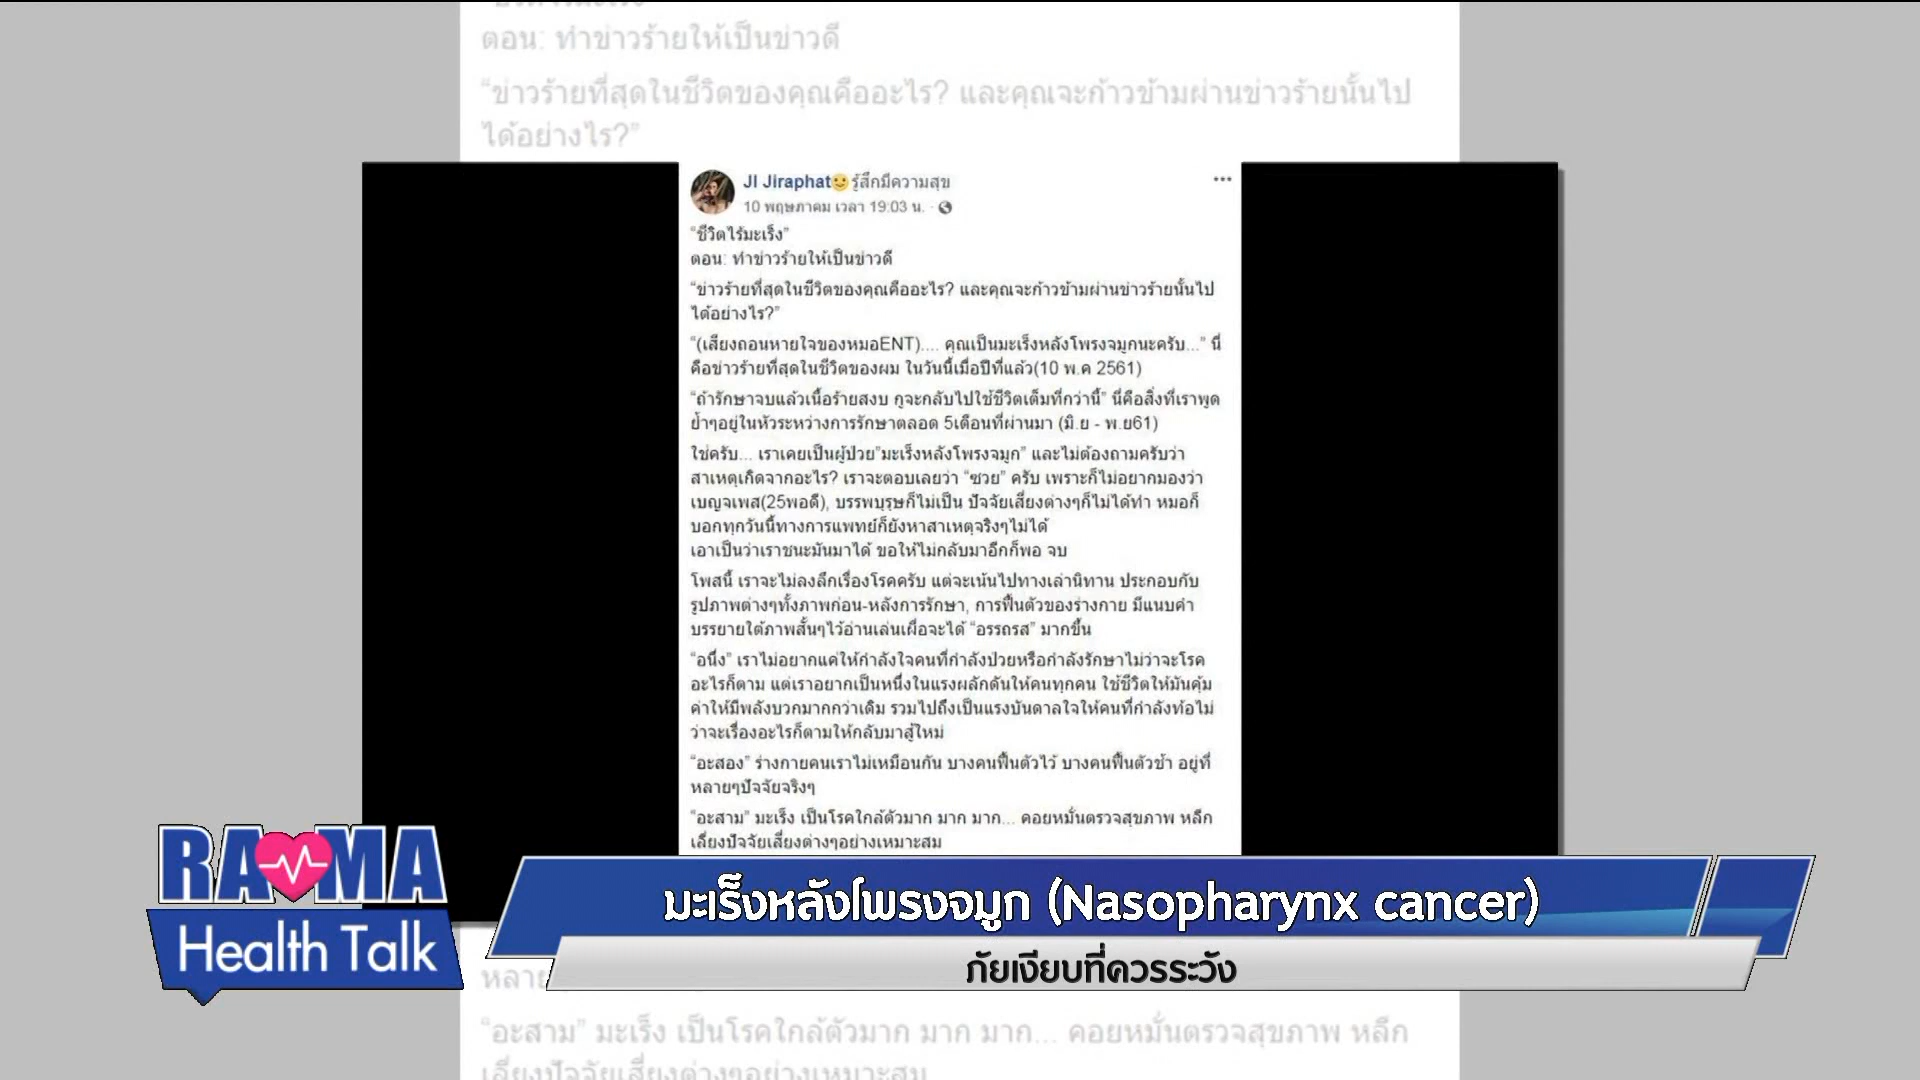 ตอน: ทำข่าวร้ายให้เป็นข่าวดี
“ข่าวร้ายที่สุดในชีวิตของคุณคืออะไร? และคุณจะก้าวข้ามผ่านข่าวร้ายนั้นไป
ได้อย่างไร?”
JI Jiraphat รู้สึกมีความสุข
10 พฤษภาคม เวลา 19:03 น. ·
“ชีวิตไร้มะเร็ง”
ตอน: ทำข่าวร้ายให้เป็นข่าวดี
“ข่าวร้ายที่สุดในชีวิตของคุณคืออะไร? และคุณจะก้าวข้ามผ่านข่าวร้ายนั้นไป
ได้อย่างไร?”
“(เสียงถอนหายใจของหมอENT).... คุณเป็นมะเร็งหลังโพรงจมูกนะครับ...” นี่
คือข่าวร้ายที่สุดในชีวิตของผม ในวันนี้เมื่อปีที่แล้ว(10 พ.ค 2561)
“ถ้ารักษาจบแล้วเนื้อร้ายสงบ กูจะกลับไปใช้ชีวิตเต็มที่กว่านี้” นี่คือสิ่งที่เราพูด
ย้ำๆอยู่ในหัวระหว่างการรักษาตลอด 5เดือนที่ผ่านมา (มิ.ย - พ.ย61)
ใช่ครับ... เราเคยเป็นผู้ป่วย”มะเร็งหลังโพรงจมูก” และไม่ต้องถามครับว่า
สาเหตุเกิดจากอะไร? เราจะตอบเลยว่า “ซวย” ครับ เพราะก็ไม่อยากมองว่า
เบญจเพส(25พอดี), บรรพบุรุษก็ไม่เป็น ปัจจัยเสี่ยงต่างๆก็ไม่ได้ทำ หมอก็
บอกทุกวันนี้ทางการแพทย์ก็ยังหาสาเหตุจริงๆไม่ได้
เอาเป็นว่าเราชนะมันมาได้ ขอให้ไม่กลับมาอีกก็พอ จบ
โพสนี้ เราจะไม่ลงลึกเรื่องโรคครับ แต่จะเน้นไปทางเล่านิทาน ประกอบกับ
รูปภาพต่างๆทั้งภาพก่อน-หลังการรักษา, การฟื้นตัวของร่างกาย มีแนบคำ
บรรยายใต้ภาพสั้นๆไว้อ่านเล่นเผื่อจะได้ “อรรถรส” มากขึ้น
“อนึ่ง” เราไม่อยากแค่ให้กำลังใจคนที่กำลังป่วยหรือกำลังรักษาไม่ว่าจะโรค
อะไรก็ตาม แต่เราอยากเป็นหนึ่งในแรงผลักดันให้คนทุกคน ใช้ชีวิตให้มันคุ้ม
ค่าให้มีพลังบวกมากกว่าเดิม รวมไปถึงเป็นแรงบันดาลใจให้คนที่กำลังท้อไม่
ว่าจะเรื่องอะไรก็ตามให้กลับมาสู้ใหม่
“อะสอง” ร่างกายคนเราไม่เหมือนกัน บางคนฟื้นตัวไว้ บางคนฟื้นตัวช้า อยู่ที่
หลายๆปัจจัยจริงๆ
“อะสาม” มะเร็ง เป็นโรคใกล้ตัวมาก มาก มาก... คอยหมั่นตรวจสุขภาพ หลีก
เลี่ยงปัจจัยเสี่ยงต่างๆอย่างเหมาะสม
RAMA
Health Talk
มะเร็งหลังโพรงจมูก (Nasopharynx cancer)
ภัยเงียบที่ควรระวัง
หลาย
“อะสาม” มะเร็ง เป็นโรคใกล้ตัวมาก มาก มาก... คอยหมั่นตรวจสุขภาพ หลีก
เลี่ยงปัจจัยเสี่ยงต่างๆอย่างเหมาะสม